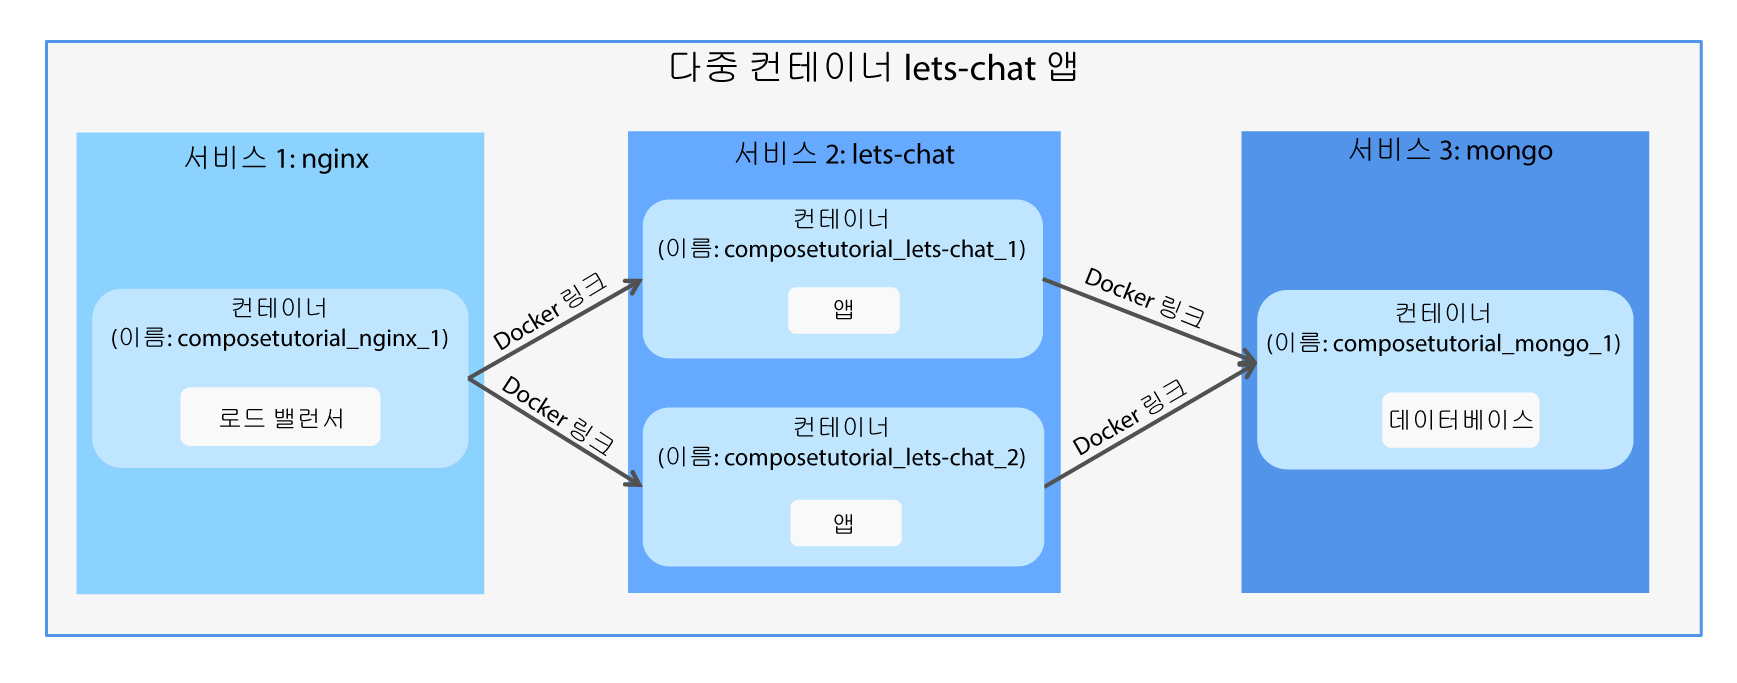 다중 컨테이너 lets-chat 앱
서비스 1: nginx
컨테이너
(이름: composetutorial_nginx_1)
로드 밸런서
Docker 링크
Docker 링크
서비스 2: lets-chat
컨테이너
(이름: composetutorial_lets-chat_1)
앱
컨테이너
(이름: composetutorial_lets-chat_2)
앱
Docker 링크
Docker 링크
서비스 3: mongo
컨테이너
(이름: composetutorial_mongo_1)
데이터베이스